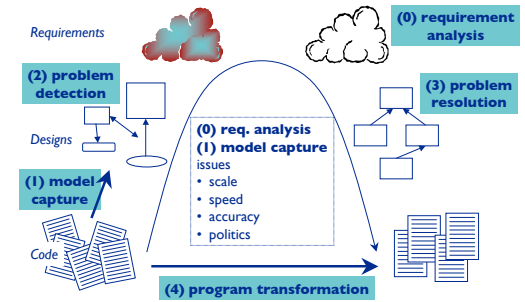 Requirements
(0) requirement
analysis
(2) problem
detection
(3) problem
resolution
Designs
(0) req. analysis
(1) model capture
issues
• scale
• speed
• accuracy
• politics
(1) model
capture
Code
(4) program transformation